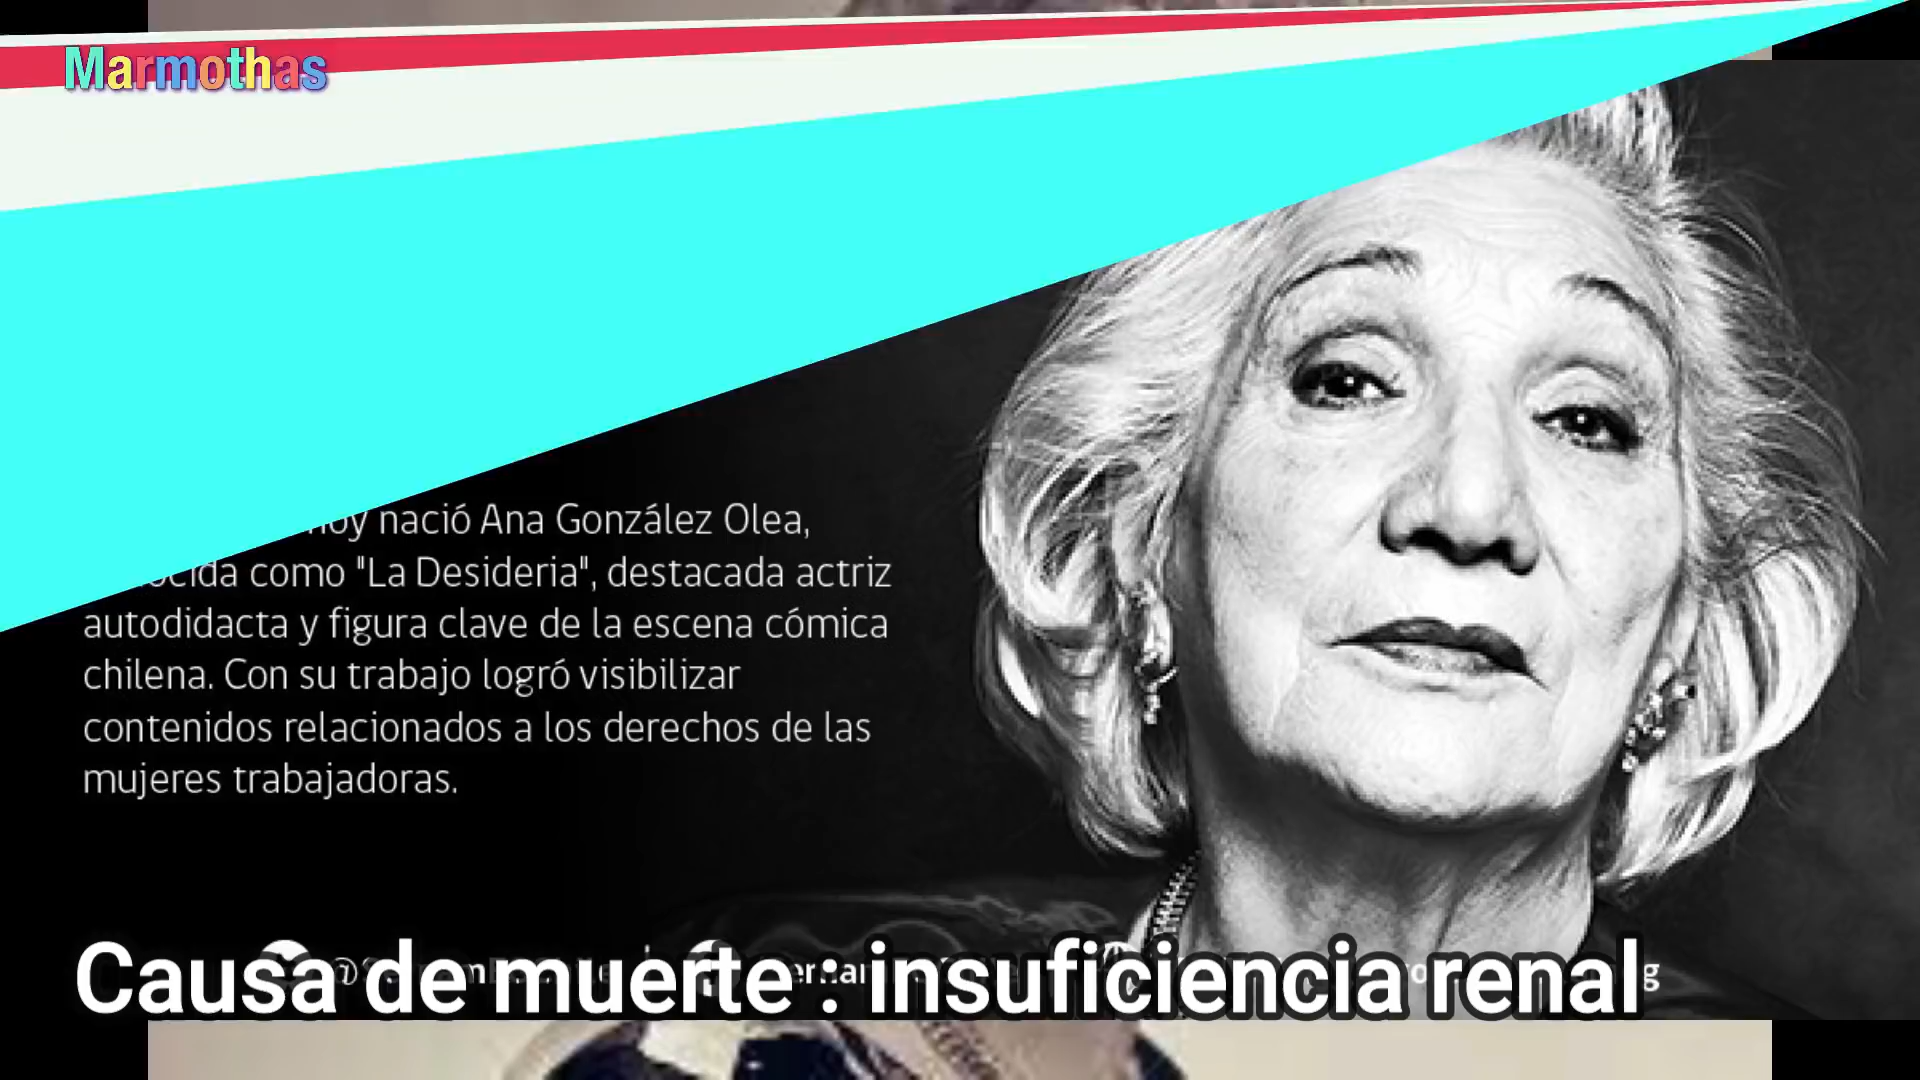 Marmothas
hoy nació Ana González Olea,
como "La Desideria", destacada actriz
autodidacta y figura clave de la escena cómica
chilena. Con su trabajo logró visibilizar
contenidos relacionados a los derechos de las
mujeres trabajadoras.
Causa de muerte : insuficiencia renal